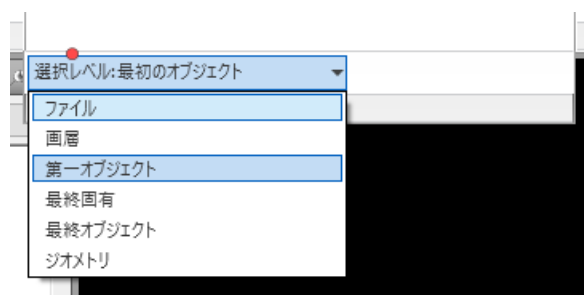 選択レベル:最初のオブジェクト
ファイル
画層
第一オブジェクト
最終固有
最終オブジェクト
ジオメトリ